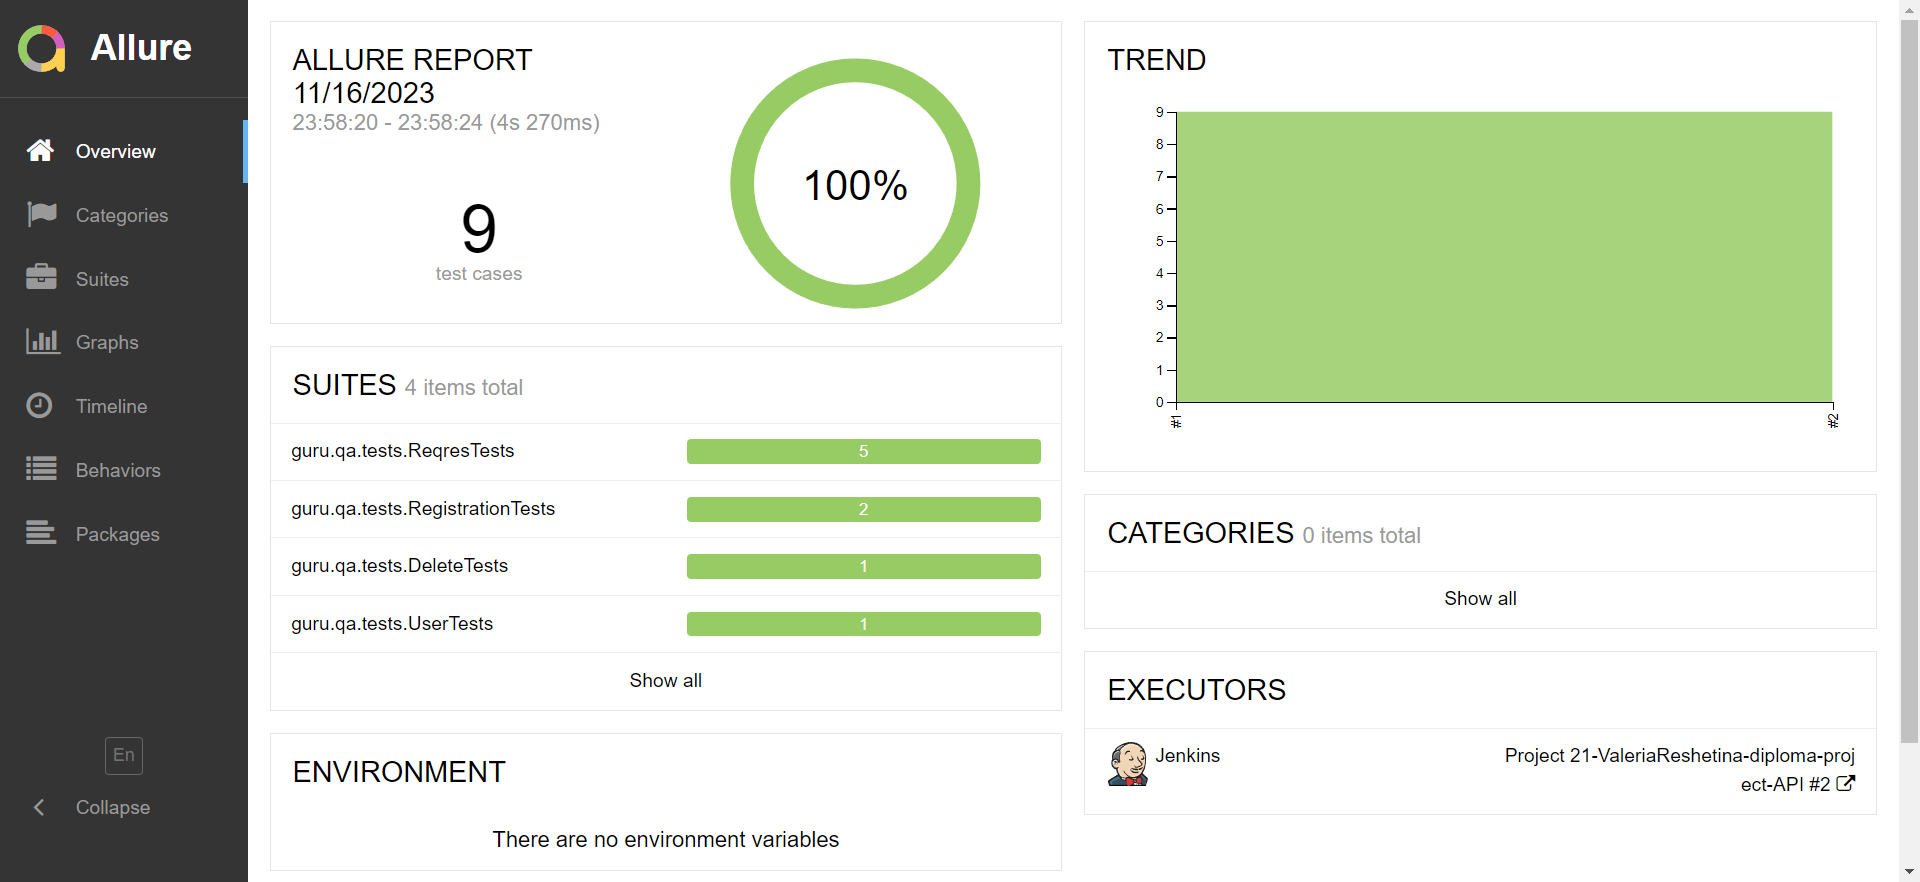 Allure
Overview
Categories
Suites
Graphs
Timeline
Behaviors
Packages
En
Collapse
ALLURE REPORT
11/16/2023
23:58:20 - 23:58:24 (4s 270ms)
9
test cases
100%
SUITES 4 items total
guru.qa.tests.ReqresTests 5
guru.qa.tests.RegistrationTests 2
guru.qa.tests.DeleteTests 1
guru.qa.tests.UserTests 1
Show all
ENVIRONMENT
There are no environment variables
TREND
9
8
7
6
5
4
3
2
1
0
#1
#2
CATEGORIES 0 items total
Show all
EXECUTORS
Jenkins
Project 21-ValeriaReshetina-diploma-proj
ect-API #2